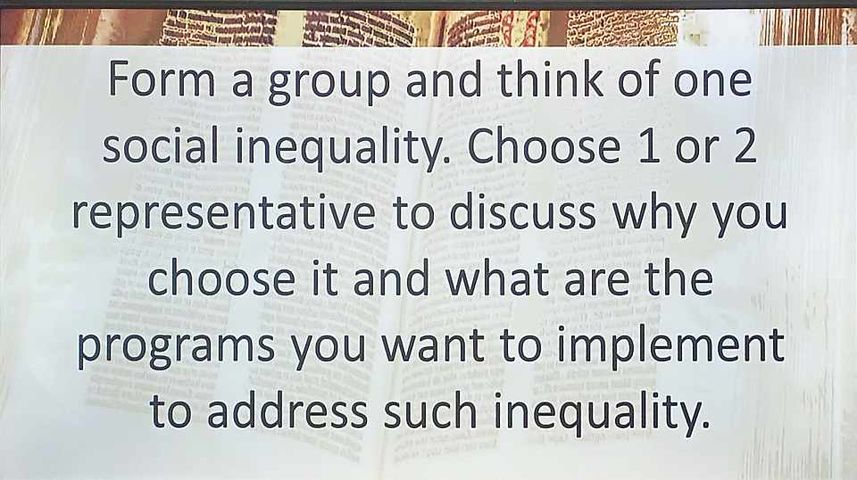 Form a group and think of one
social inequality. Choose 1 or 2
representative to discuss why you
choose it and what are the
programs you want to implement
to address such inequality.